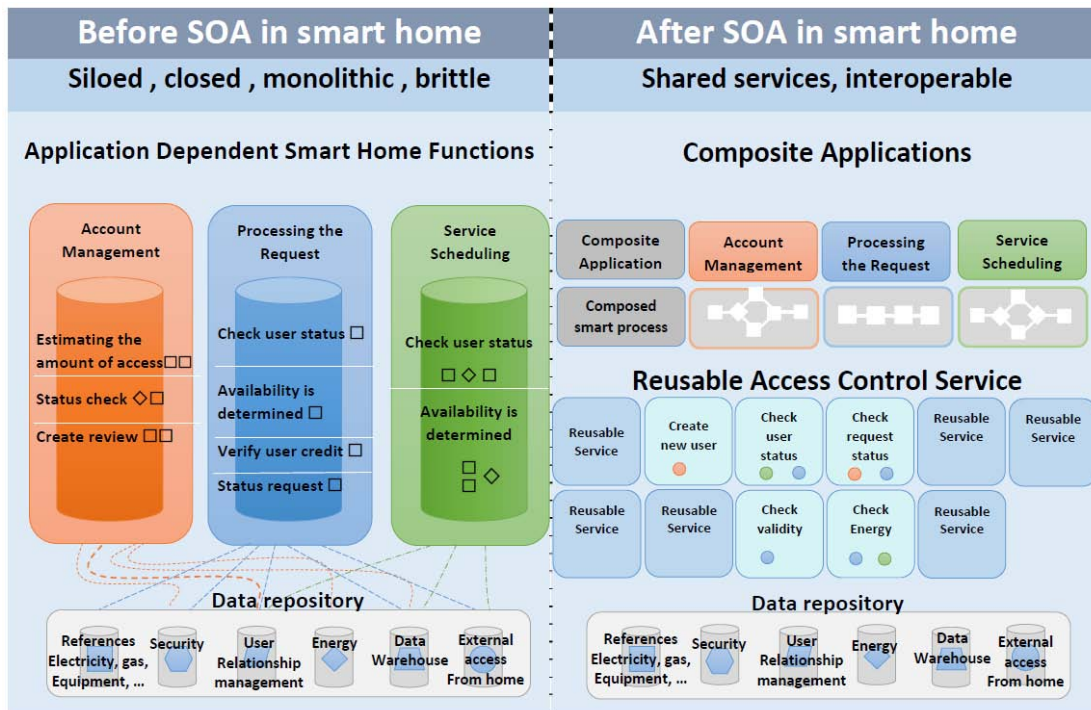 Before SOA in smart home
Siloed , closed , monolithic , brittle
Application Dependent Smart Home Functions
Account
Management
Estimating the
amount of access
Status check
Create review
Processing the
Request
Check user status
Availability is
determined
Verify user credit
Status request
Service
Scheduling
Check user status
Availability is
determined
Data repository
References
Electricity, gas,
Equipment, ...
Security
User
Relationship
management
Energy
Data
Warehouse
External
access
From home
After SOA in smart home
Shared services, interoperable
Composite Applications
Composite
Application
Account
Management
Processing
the Request
Service
Scheduling
Composed
smart process
Reusable Access Control Service
Reusable
Service
Create
new user
Check
user
status
Check
request
status
Reusable
Service
Reusable
Service
Reusable
Service
Reusable
Service
Check
validity
Check
Energy
Reusable
Service
Data repository
References
Electricity, gas,
Equipment, ...
Security
User
Relationship
management
Energy
Data
Warehouse
External
access
From home